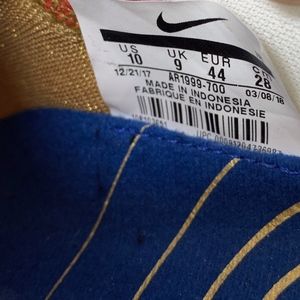 US UK EUR cm
10 9 44 28
12/21/17 AR1999-700 03/08/18
MADE IN INDONESIA
FABRIQUE EN INDONESIE
UPC